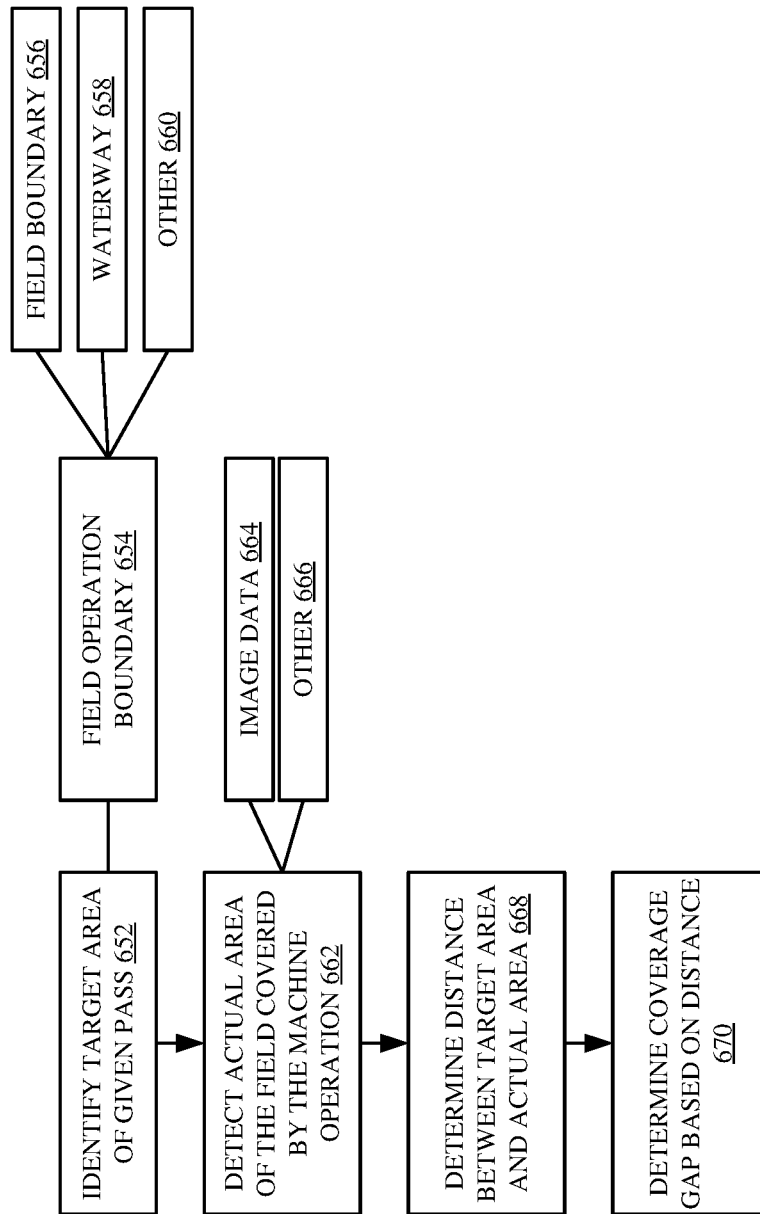 IDENTIFY TARGET AREA
OF GIVEN PASS 652
FIELD OPERATION
BOUNDARY 654
FIELD BOUNDARY 656
WATERWAY 658
OTHER 660
DETECT ACTUAL AREA
OF THE FIELD COVERED
BY THE MACHINE
OPERATION 662
IMAGE DATA 664
OTHER 666
DETERMINE DISTANCE
BETWEEN TARGET AREA
AND ACTUAL AREA 668
DETERMINE COVERAGE
GAP BASED ON DISTANCE
670